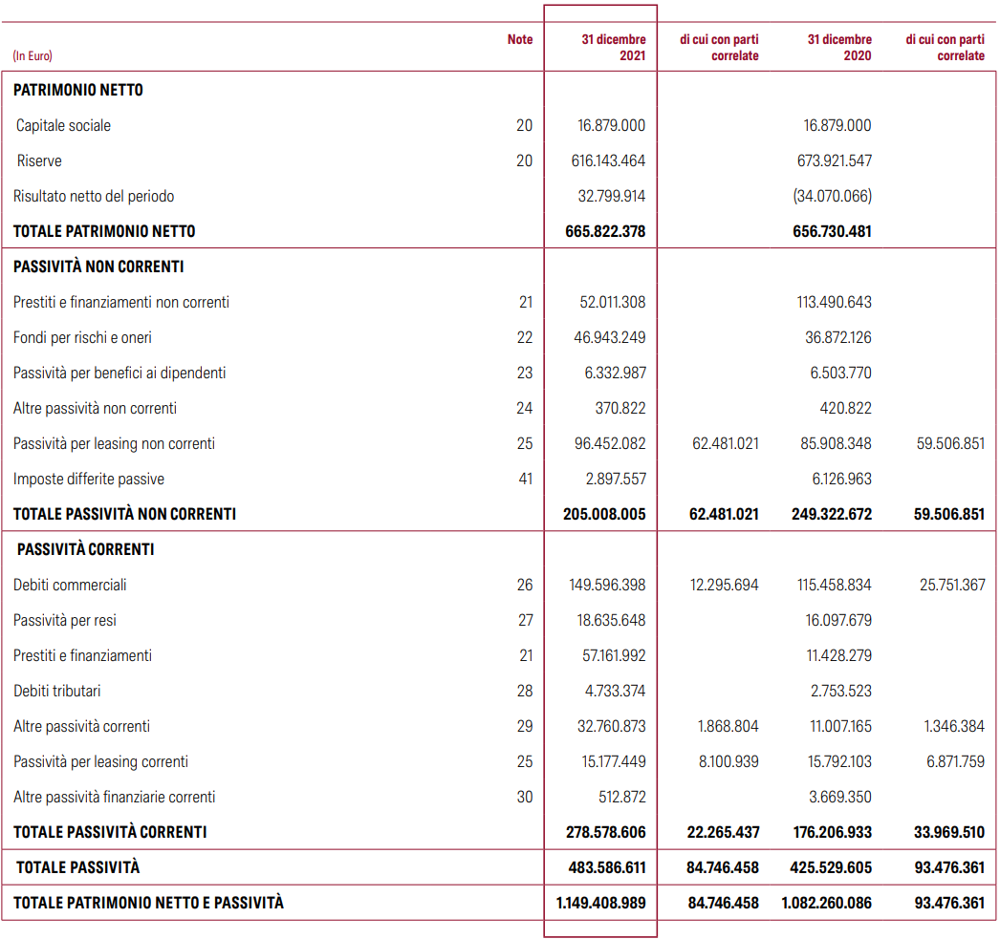 Note 31 dicembre di cui con parti 31 dicembre di cui con parti
(In Euro) 2021 correlate 2020 correlate
PATRIMONIO NETTO
Capitale sociale 20 16.879.000 16.879.000
Riserve 20 616.143.464 673.921.547
Risultato netto del periodo 32.799.914 (34.070.066)
TOTALE PATRIMONIO NETTO 665.822.378 656.730.481
PASSIVITÀ NON CORRENTI
Prestiti e finanziamenti non correnti 21 52.011.308 113.490.643
Fondi per rischi e oneri 22 46.943.249 36.872.126
Passività per benefici ai dipendenti 23 6.332.987 6.503.770
Altre passività non correnti 24 370.822 420.822
Passività per leasing non correnti 25 96.452.082 62.481.021 85.908.348 59.506.851
Imposte differite passive 41 2.897.557 6.126.963
TOTALE PASSIVITÀ NON CORRENTI 205.008.005 62.481.021 249.322.672 59.506.851
PASSIVITÀ CORRENTI
Debiti commerciali 26 149.596.398 12.295.694 115.458.834 25.751.367
Passività per resi 27 18.635.648 16.097.679
Prestiti e finanziamenti 21 57.161.992 11.428.279
Debiti tributari 28 4.733.374 2.753.523
Altre passività correnti 29 32.760.873 1.868.804 11.007.165 1.346.384
Passività per leasing correnti 25 15.177.449 8.100.939 15.792.103 6.871.759
Altre passività finanziarie correnti 30 512.872 3.669.350
TOTALE PASSIVITÀ CORRENTI 278.578.606 22.265.437 176.206.933 33.969.510
TOTALE PASSIVITÀ 483.586.611 84.746.458 425.529.605 93.476.361
TOTALE PATRIMONIO NETTO E PASSIVITÀ 1.149.408.989 84.746.458 1.082.260.086 93.476.361